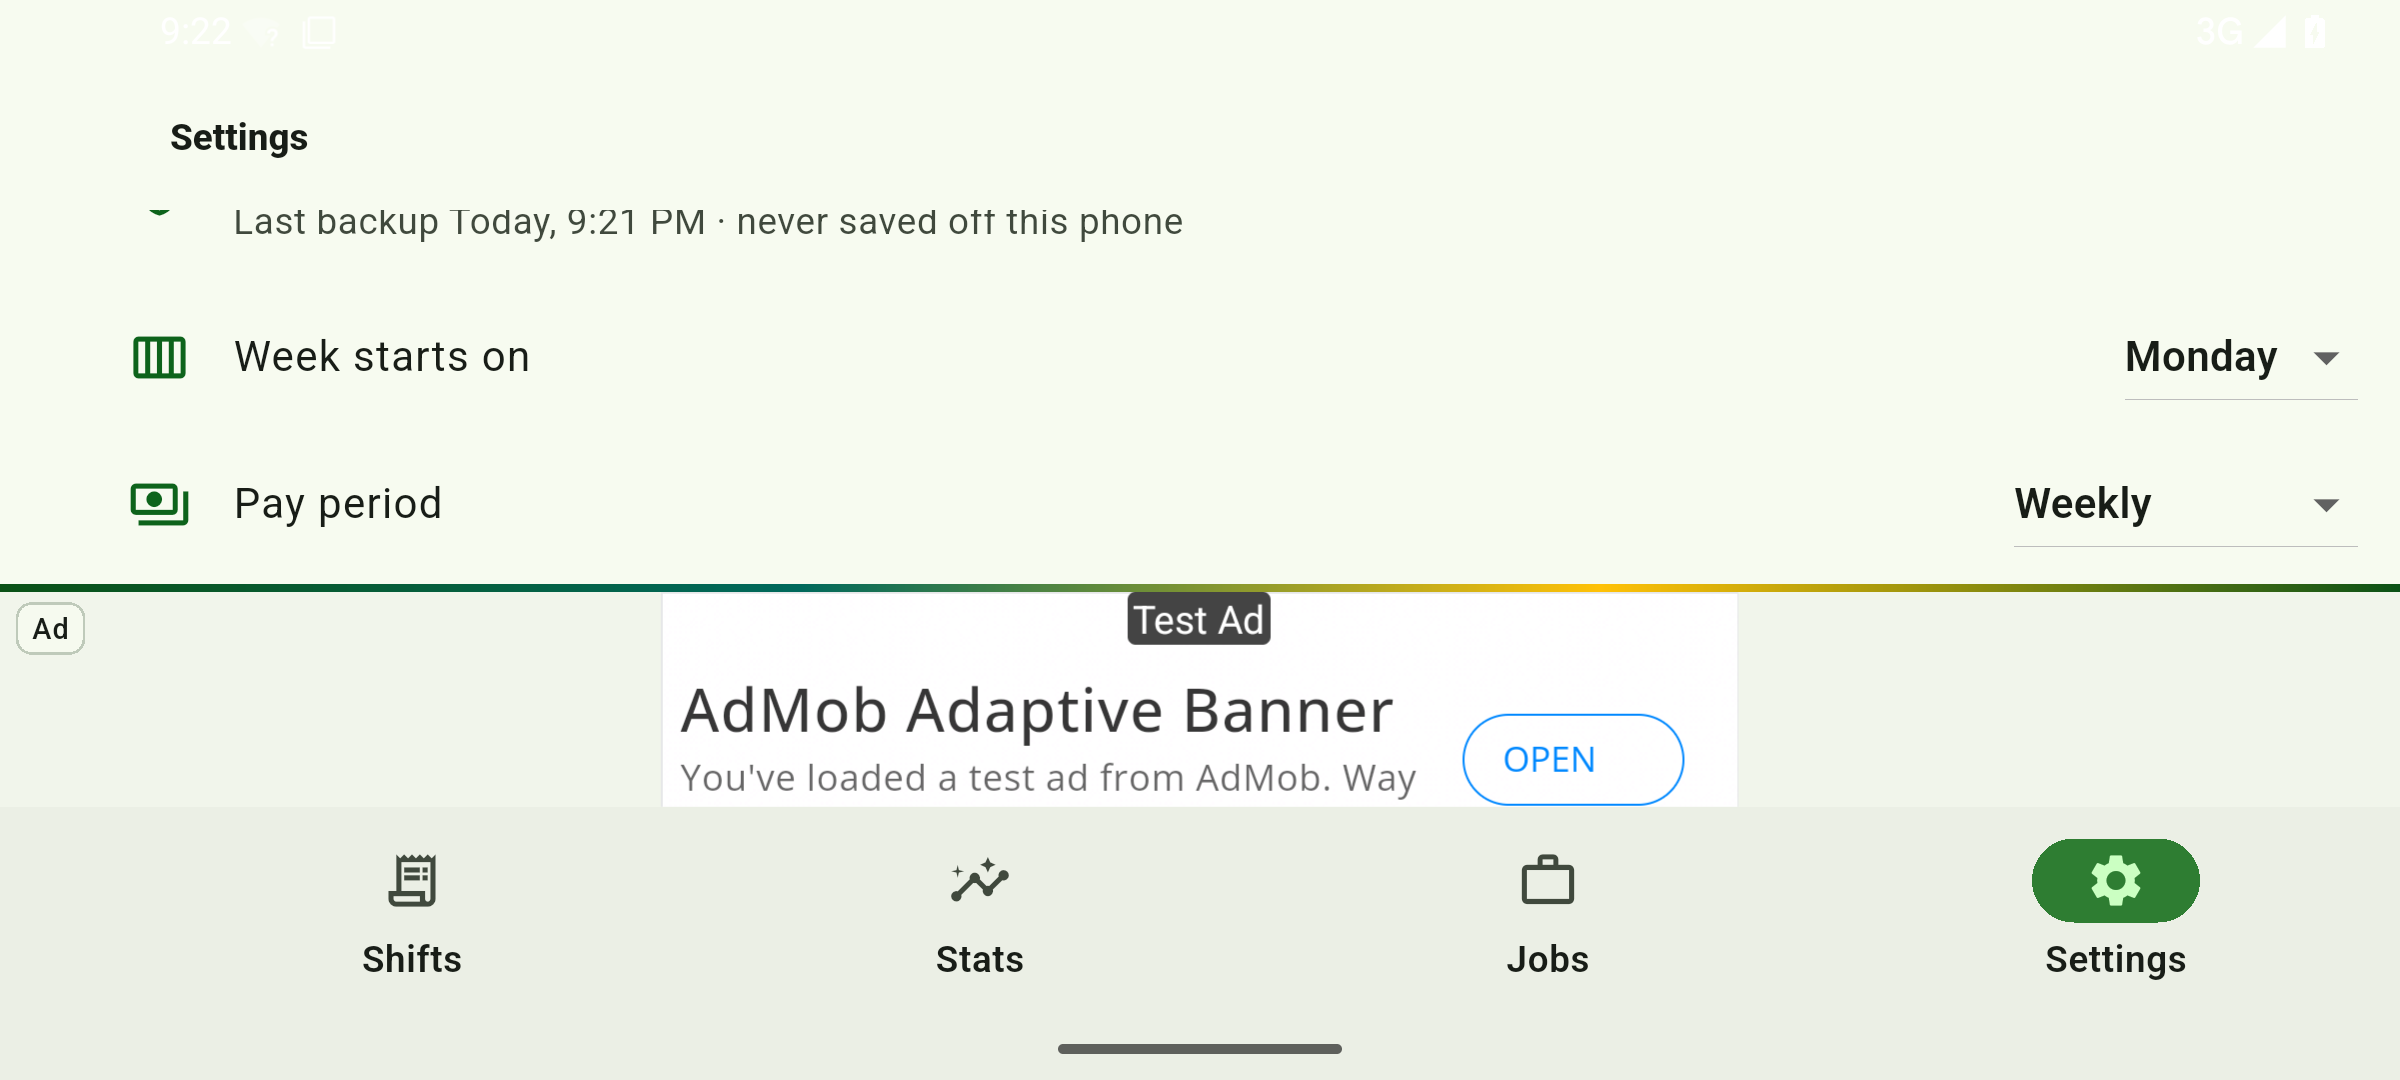 9:22
3G
Settings
Last backup Today, 9:21 PM · never saved off this phone
Week starts on
Monday
Pay period
Weekly
Ad
Test Ad
AdMob Adaptive Banner
You've loaded a test ad from AdMob. Way
OPEN
Shifts
Stats
Jobs
Settings